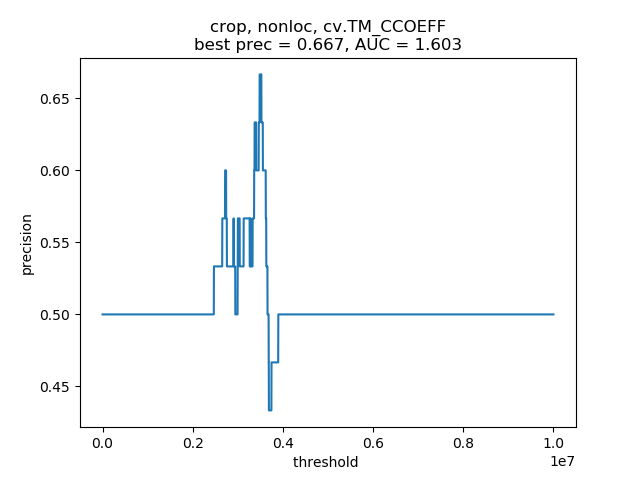 crop, nonloc, cv.TM_CCOEFF
best prec = 0.667, AUC = 1.603
precision
0.65
0.60
0.55
0.50
0.45
0.0
0.2
0.4
0.6
0.8
1.0
1e7
threshold